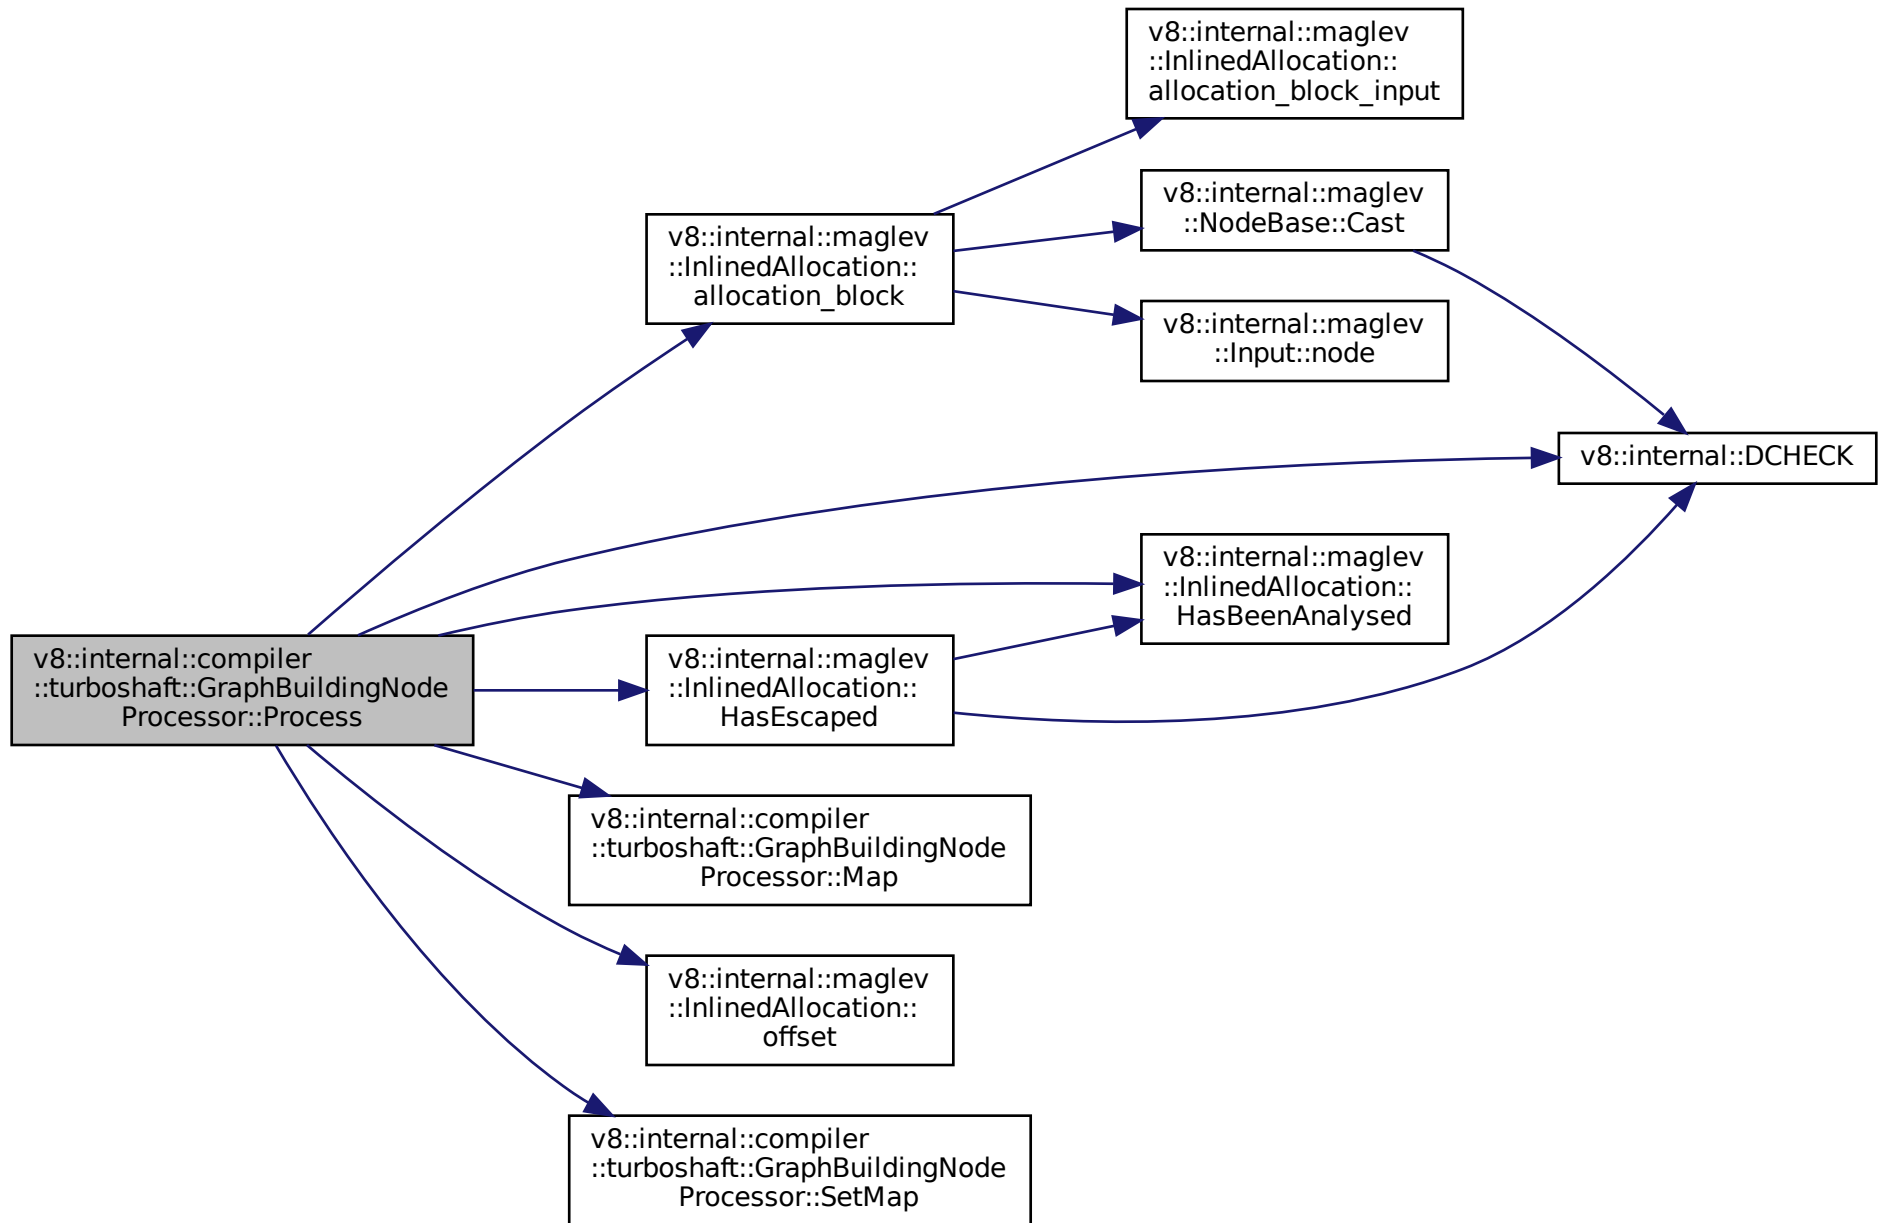 v8::internal::maglev
::InlinedAllocation::
allocation_block_input
v8::internal::maglev
::NodeBase::Cast
v8::internal::maglev
::InlinedAllocation::
allocation_block
v8::internal::maglev
::Input::node
v8::internal::DCHECK
v8::internal::maglev
::InlinedAllocation::
HasBeenAnalysed
v8::internal::compiler
::turboshaft::GraphBuildingNode
Processor::Process
v8::internal::maglev
::InlinedAllocation::
HasEscaped
v8::internal::compiler
::turboshaft::GraphBuildingNode
Processor::Map
v8::internal::maglev
::InlinedAllocation::
offset
v8::internal::compiler
::turboshaft::GraphBuildingNode
Processor::SetMap